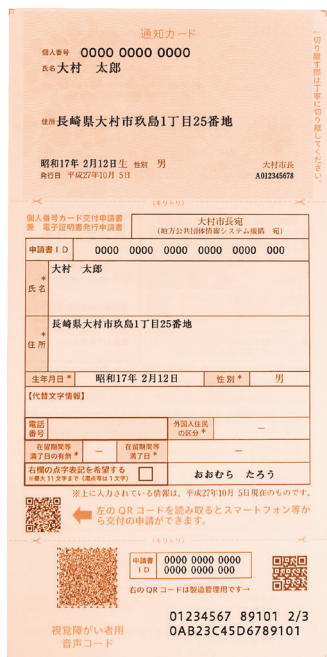 通知カード
個人番号 0000 0000 0000
氏名 大村 太郎
住所 長崎県大村市玖島1丁目25番地
昭和17年 2月12日生 性別 男
発行日 平成27年10月 5日
大村市長
A012345678
切り離す際は丁寧に切り離してください。
(キリトリ)
個人番号カード交付申請書
兼 電子証明書発行申請書
大村市長宛
(地方公共団体情報システム機構 宛)
申請書ID 0000 0000 0000 0000 0000 000
氏名* 大村 太郎
住所* 長崎県大村市玖島1丁目25番地
生年月日* 昭和17年 2月12日 性別* 男
【代替文字情報】
電話番号
外国人住民の区分* −
在留期間等満了日の有無* − 在留期間等満了日* −
右欄の点字表記を希望する
※最大11文字まで(濁点等は1文字)
おおむら たろう
※上に入力されている情報は、平成27年10月 5日現在のものです。
左のQRコードを読み取るとスマートフォン等から交付の申請ができます。
(キリトリ)
申請書ID
0000 0000 0000
0000 0000 000
右のQRコードは製造管理用です→
視覚障がい者用
音声コード
01234567 89101 2/3
0AB23C45D6789101